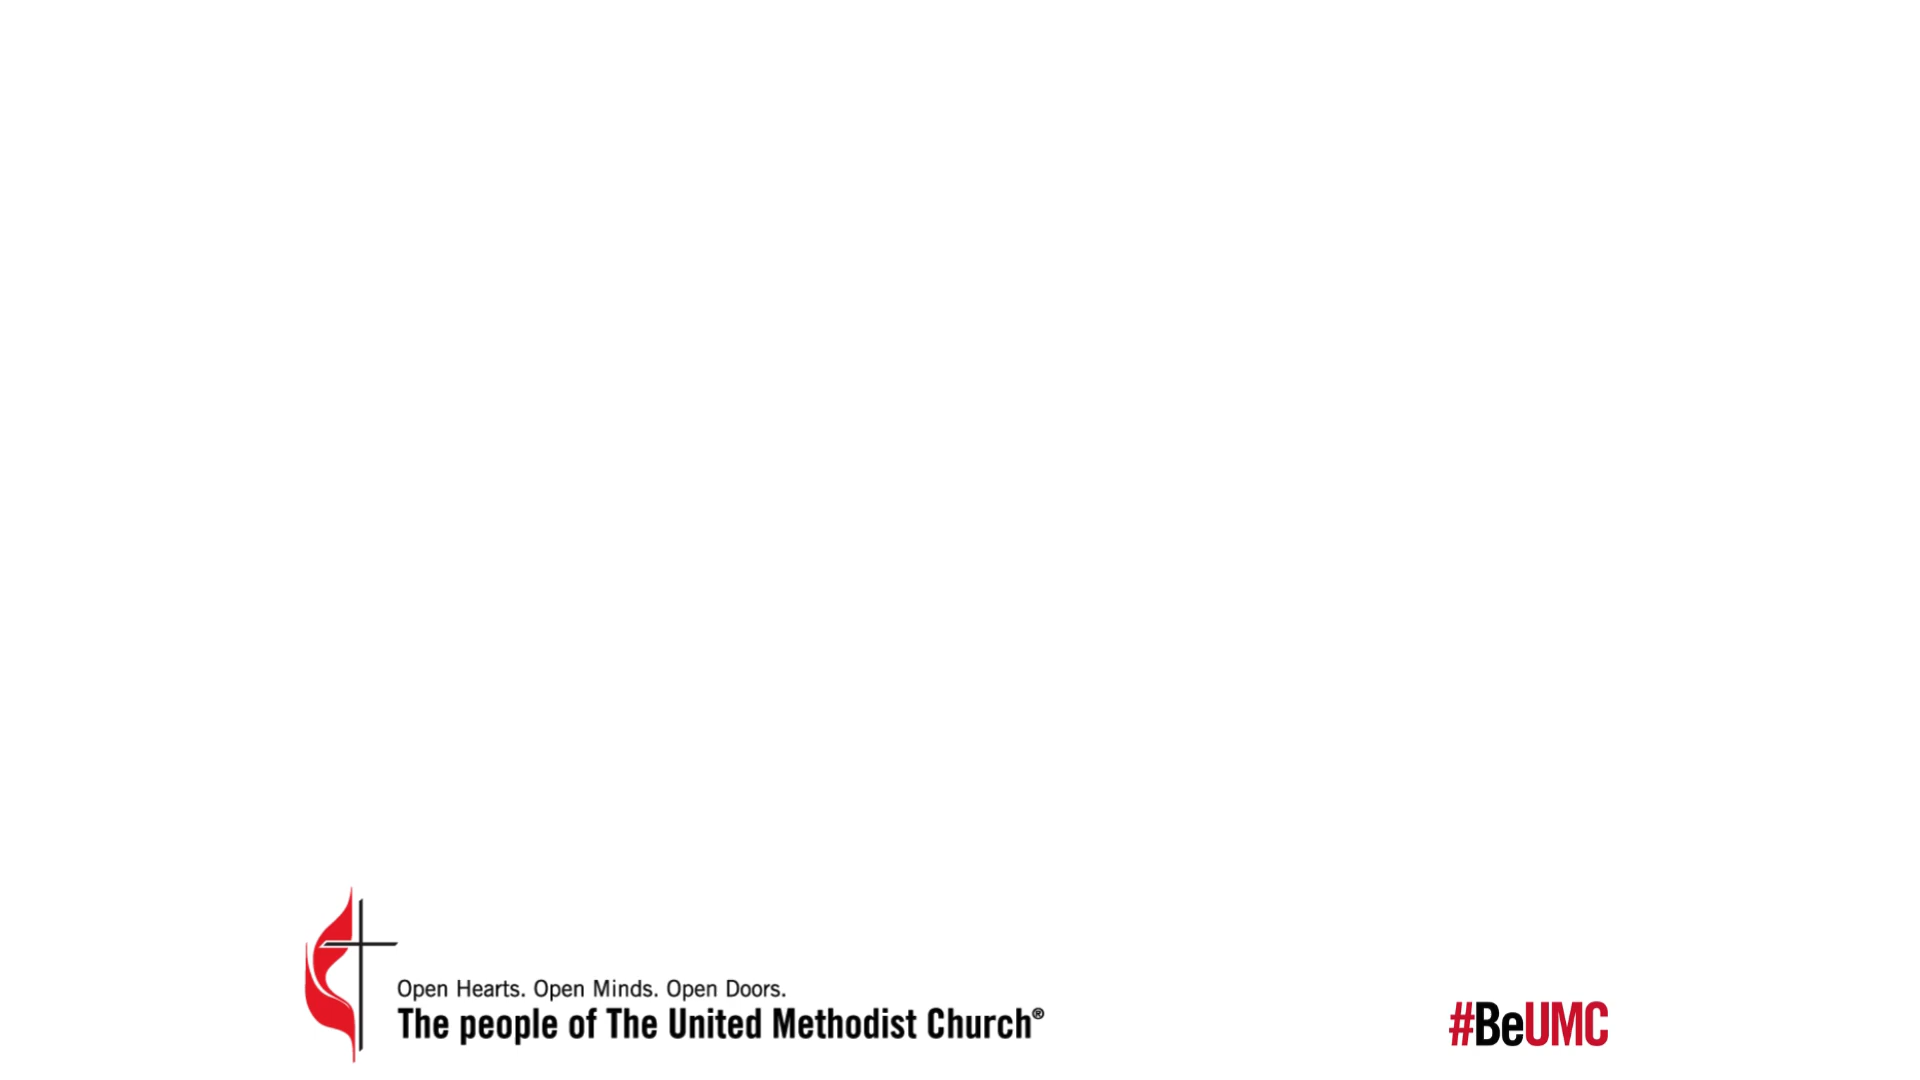 Open Hearts. Open Minds. Open Doors.
The people of The United Methodist Church®
#BeUMC